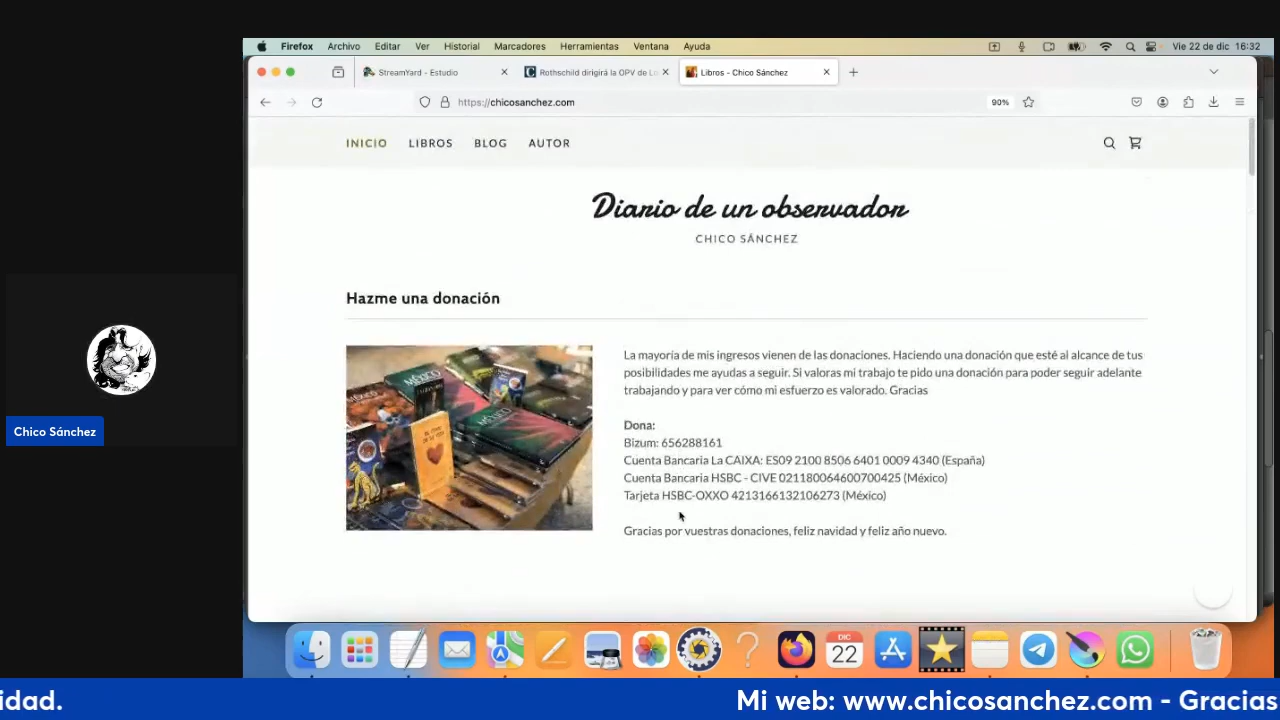 Firefox Archivo Editar Ver Historial Marcadores Herramientas Ventana Ayuda Vie 22 de dic 16:32
StreamYard - Estudio
Rothschild dirigirá la OPV de L
Libros - Chico Sánchez
https://chicosanchez.com
90%
INICIO LIBROS BLOG AUTOR
Diario de un observador
CHICO SÁNCHEZ
Hazme una donación
La mayoría de mis ingresos vienen de las donaciones. Haciendo una donación que esté al alcance de tus
posibilidades me ayudas a seguir. Si valoras mi trabajo te pido una donación para poder seguir adelante
trabajando y para ver cómo mi esfuerzo es valorado. Gracias
Dona:
Bizum: 656288161
Cuenta Bancaria La CAIXA: ES09 2100 8506 6401 0009 4340 (España)
Cuenta Bancaria HSBC - CIVE 021180064600700425 (México)
Tarjeta HSBC-OXXO 4213166132106273 (México)
Gracias por vuestras donaciones, feliz navidad y feliz año nuevo.
MÉXICO
MÉXICO
Chico Sánchez
DIC
22
idad.
Mi web: www.chicosanchez.com - Gracias